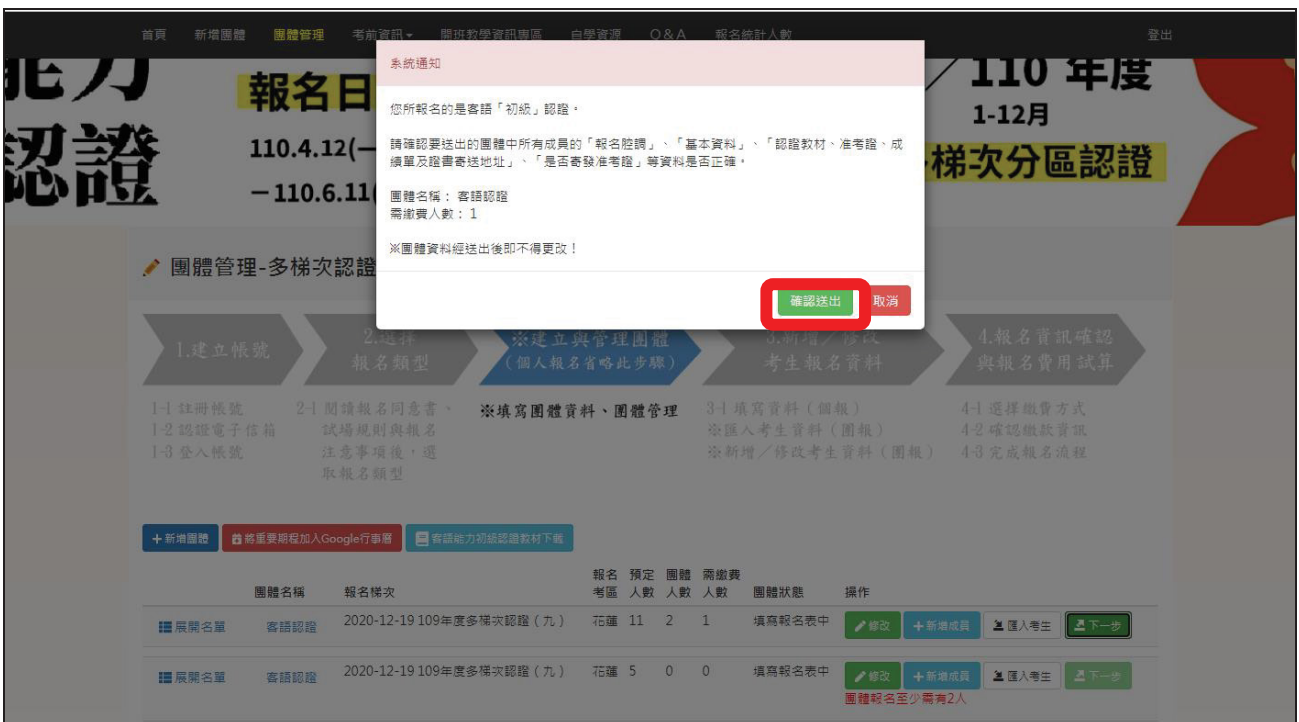 首頁 新增團體 團體管理 考前資訊 開班教學資訊專區 自學資源 Q&A 報名統計人數 登出
能力
認證
報名日
110.4.12(一
－110.6.11(
／110 年度
1-12月
梯次分區認證
系統通知
您所報名的是客語「初級」認證。
請確認要送出的團體中所有成員的「報名腔調」、「基本資料」、「認證教材、准考證、成
績單及證書寄送地址」、「是否寄發准考證」等資料是否正確。
團體名稱： 客語認證
需繳費人數： 1
※團體資料經送出後即不得更改！
確認送出 取消
團體管理-多梯次認證
1.建立帳號
2.選擇
報名類型
※建立與管理團體
（個人報名省略此步驟）
3.新增／修改
考生報名資料
4.報名資訊確認
與報名費用試算
1-1 註冊帳號
1-2 認證電子信箱
1-3 登入帳號
2-1 閱讀報名同意書、
試場規則與報名
注意事項後，選
取報名類型
※填寫團體資料、團體管理
3-1 填寫資料（個報）
※匯入考生資料（團報）
※新增／修改考生資料（團報）
4-1 選擇繳費方式
4-2 確認繳款資訊
4-3 完成報名流程
+新增團體 將重要期程加入Google行事曆 客語能力初級認證教材下載
團體名稱 報名梯次 報名考區 預定人數 團體人數 需繳費人數 團體狀態 操作
展開名單 客語認證 2020-12-19 109年度多梯次認證（九） 花蓮 11 2 1 填寫報名表中 修改 +新增成員 匯入考生 下一步
展開名單 客語認證 2020-12-19 109年度多梯次認證（九） 花蓮 5 0 0 填寫報名表中 修改 +新增成員 匯入考生 下一步
團體報名至少需有2人